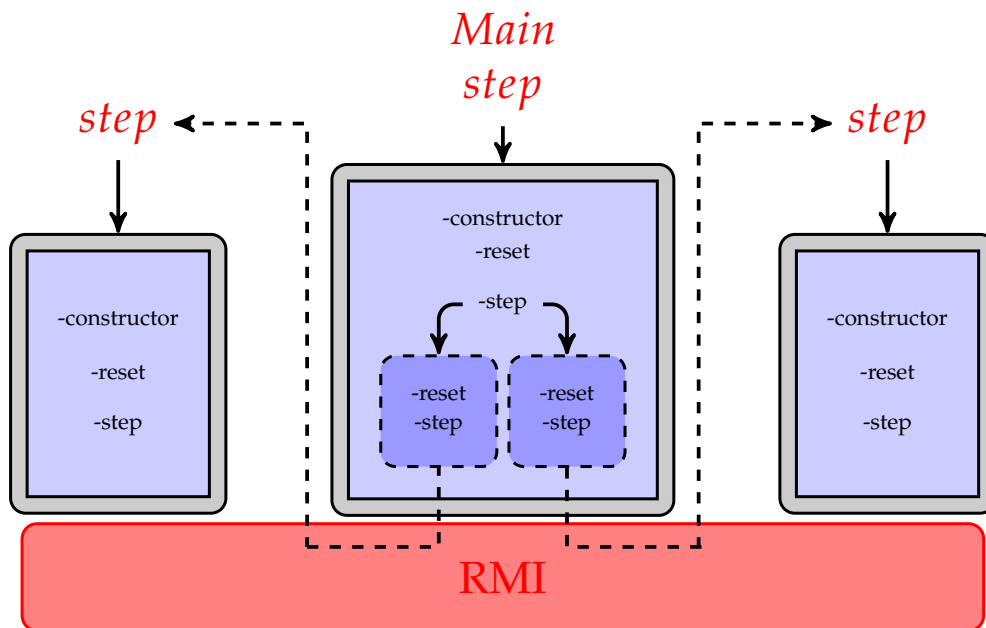 Main
step
step
step
-constructor
-reset
-step
-constructor
-reset
-step
-reset
-step
-reset
-step
-constructor
-reset
-step
RMI